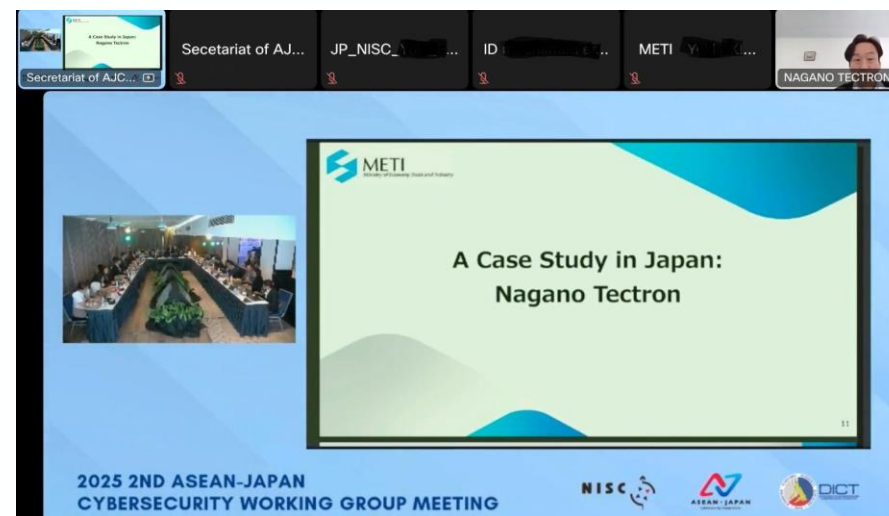 A Case Study in Japan:
Nagano Tectron
Secetariat of AJC...
Secetariat of AJ...
JP_NISC_
...
ID
..
METI
...
NAGANO TECTRON
METI
Ministry of Economy, Trade and Industry
A Case Study in Japan:
Nagano Tectron
11
2025 2ND ASEAN-JAPAN
CYBERSECURITY WORKING GROUP MEETING
NISC
ASEAN-JAPAN
DICT